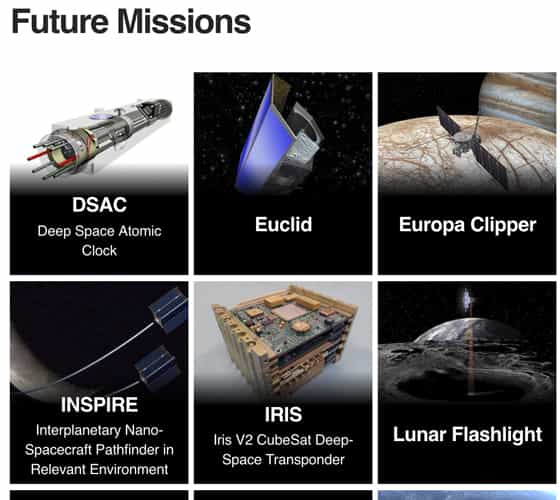 Future Missions
DSAC
Deep Space Atomic
Clock
Euclid
Europa Clipper
INSPIRE
Interplanetary Nano-
Spacecraft Pathfinder in
Relevant Environment
IRIS
Iris V2 CubeSat Deep-
Space Transponder
Lunar Flashlight